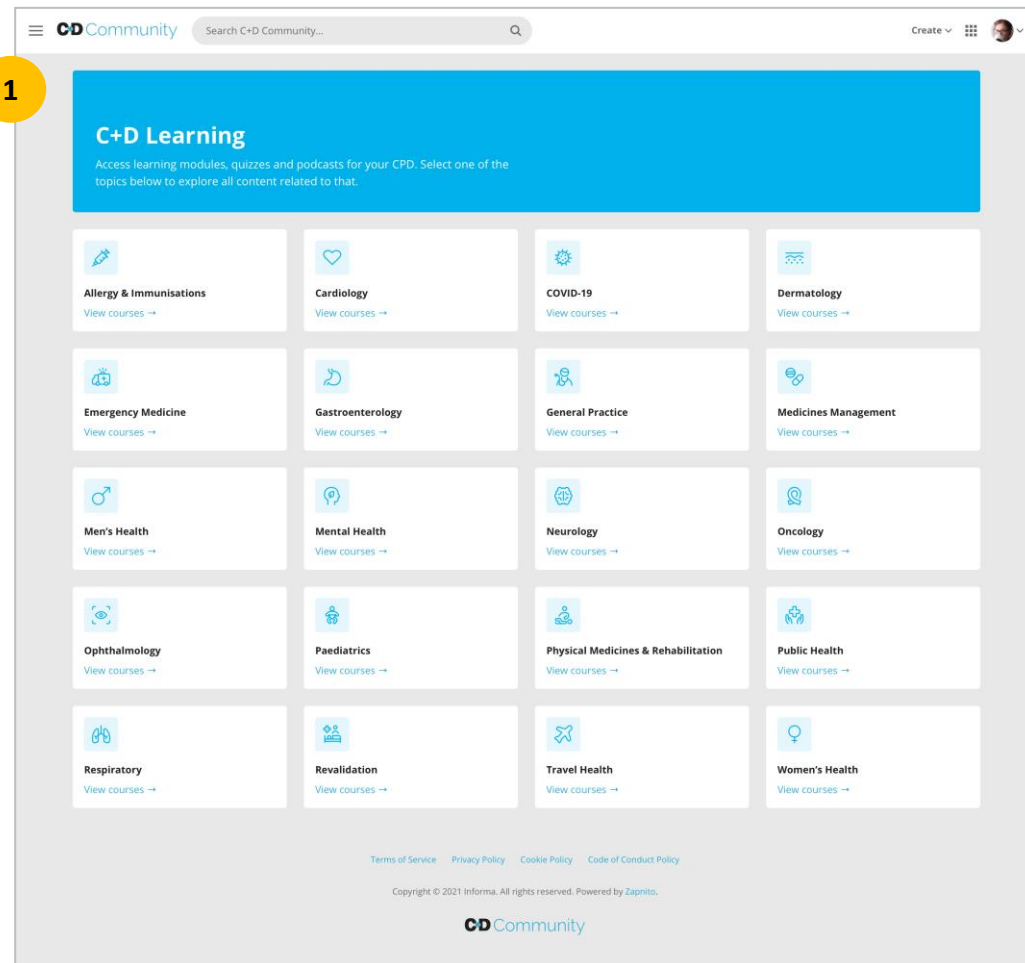 C+D Community
Search C+D Community...
Create
1
C+D Learning
Access learning modules, quizzes and podcasts for your CPD. Select one of the
topics below to explore all content related to that.
Allergy & Immunisations
View courses →
Cardiology
View courses →
COVID-19
View courses →
Dermatology
View courses →
Emergency Medicine
View courses →
Gastroenterology
View courses →
General Practice
View courses →
Medicines Management
View courses →
Men's Health
View courses →
Mental Health
View courses →
Neurology
View courses →
Oncology
View courses →
Ophthalmology
View courses →
Paediatrics
View courses →
Physical Medicines & Rehabilitation
View courses →
Public Health
View courses →
Respiratory
View courses →
Revalidation
View courses →
Travel Health
View courses →
Women's Health
View courses →
Terms of Service Privacy Policy Cookie Policy Code of Conduct Policy
Copyright © 2021 Informa. All rights reserved. Powered by Zapnito.
C+D Community